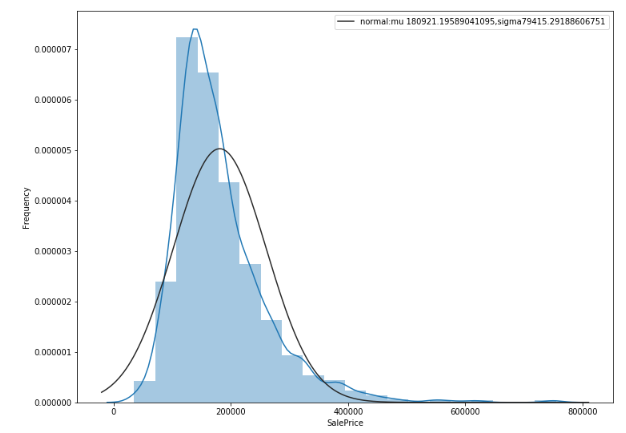 normal:mu 180921.19589041095,sigma79415.29188606751
0.000007
0.000006
0.000005
0.000004
0.000003
0.000002
0.000001
0.000000
Frequency
0 200000 400000 600000 800000
SalePrice